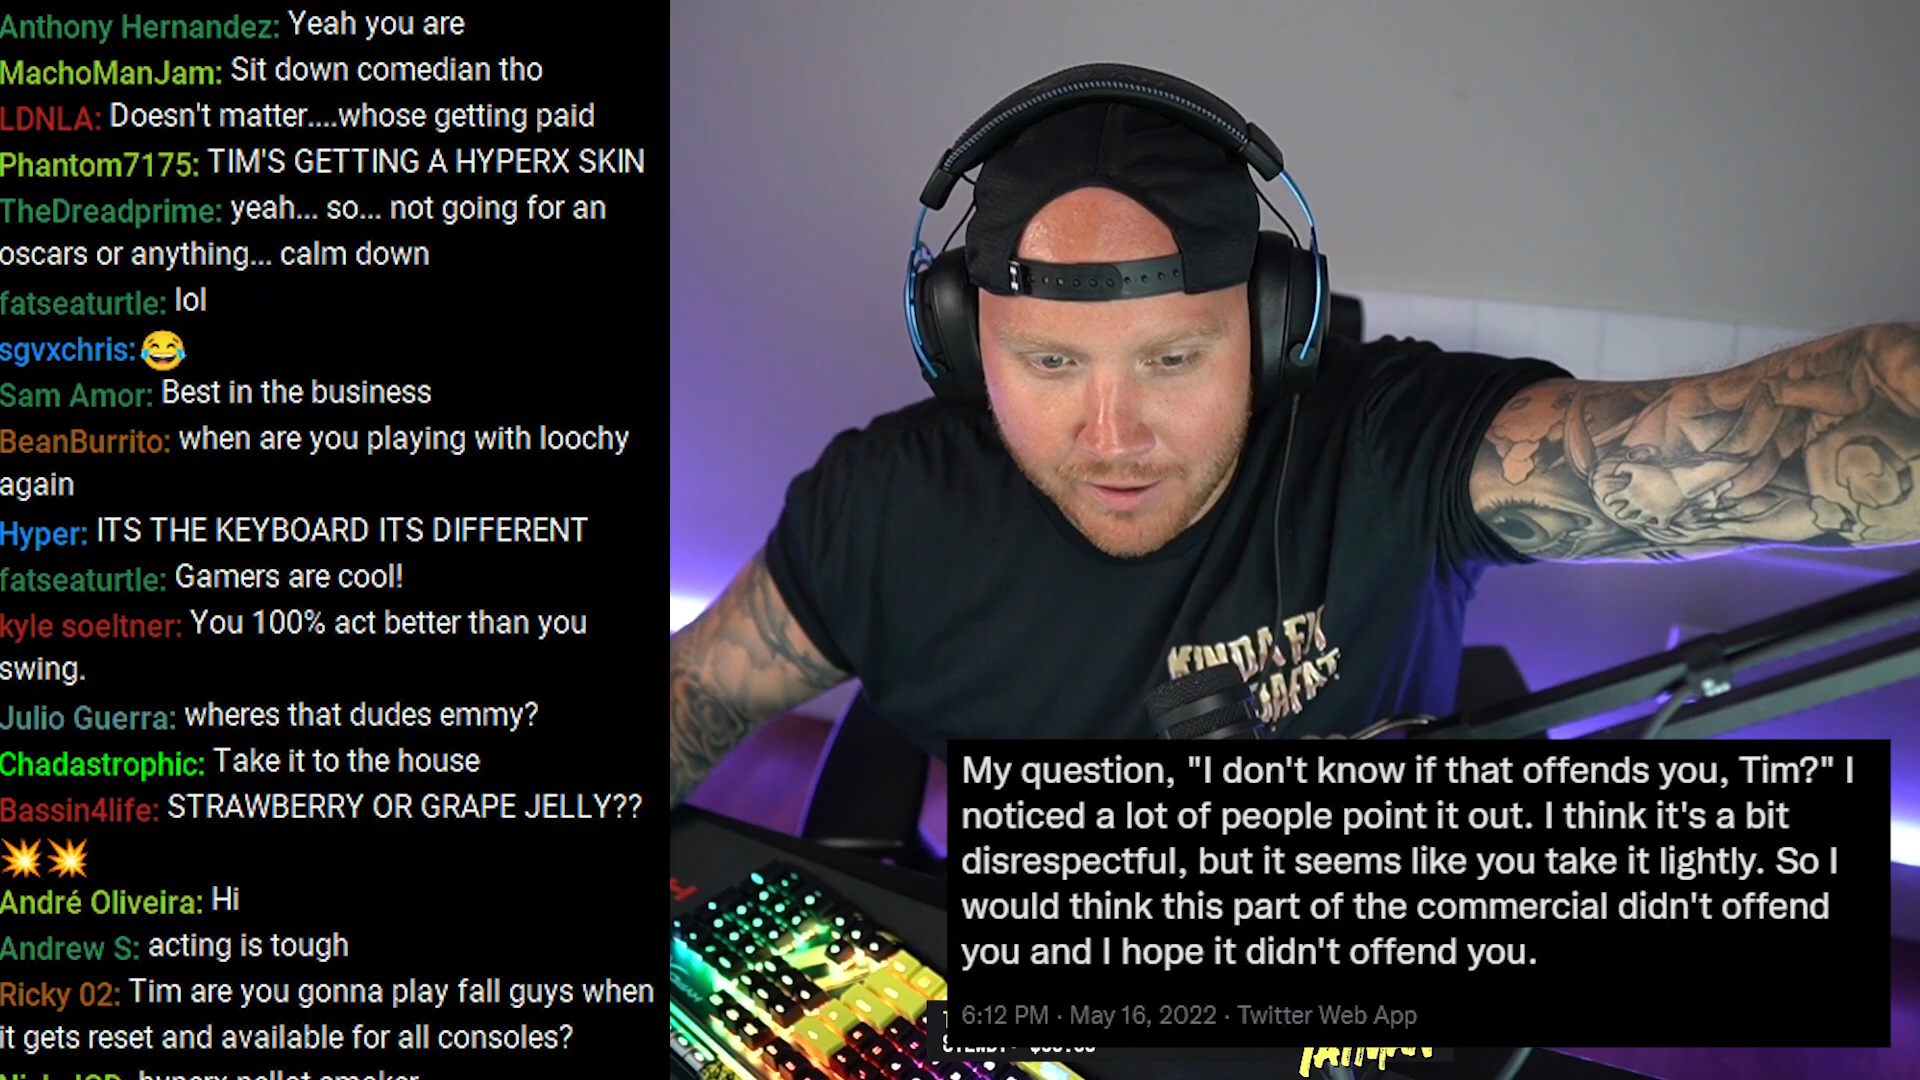 Anthony Hernandez: Yeah you are
MachoManJam: Sit down comedian tho
LDNLA: Doesn't matter....whose getting paid
Phantom7175: TIM'S GETTING A HYPERX SKIN
TheDreadprime: yeah... so... not going for an
oscars or anything... calm down
fatseaturtle: lol
sgvxchris: 😂
Sam Amor: Best in the business
BeanBurrito: when are you playing with loochy
again
Hyper: ITS THE KEYBOARD ITS DIFFERENT
fatseaturtle: Gamers are cool!
kyle soeltner: You 100% act better than you
swing.
Julio Guerra: wheres that dudes emmy?
Chadastrophic: Take it to the house
Bassin4life: STRAWBERRY OR GRAPE JELLY??
💥💥
André Oliveira: Hi
Andrew S: acting is tough
Ricky 02: Tim are you gonna play fall guys when
it gets reset and available for all consoles?
hyperx pellet smoker
My question, "I don't know if that offends you, Tim?" I
noticed a lot of people point it out. I think it's a bit
disrespectful, but it seems like you take it lightly. So I
would think this part of the commercial didn't offend
you and I hope it didn't offend you.
6:12 PM · May 16, 2022 · Twitter Web App